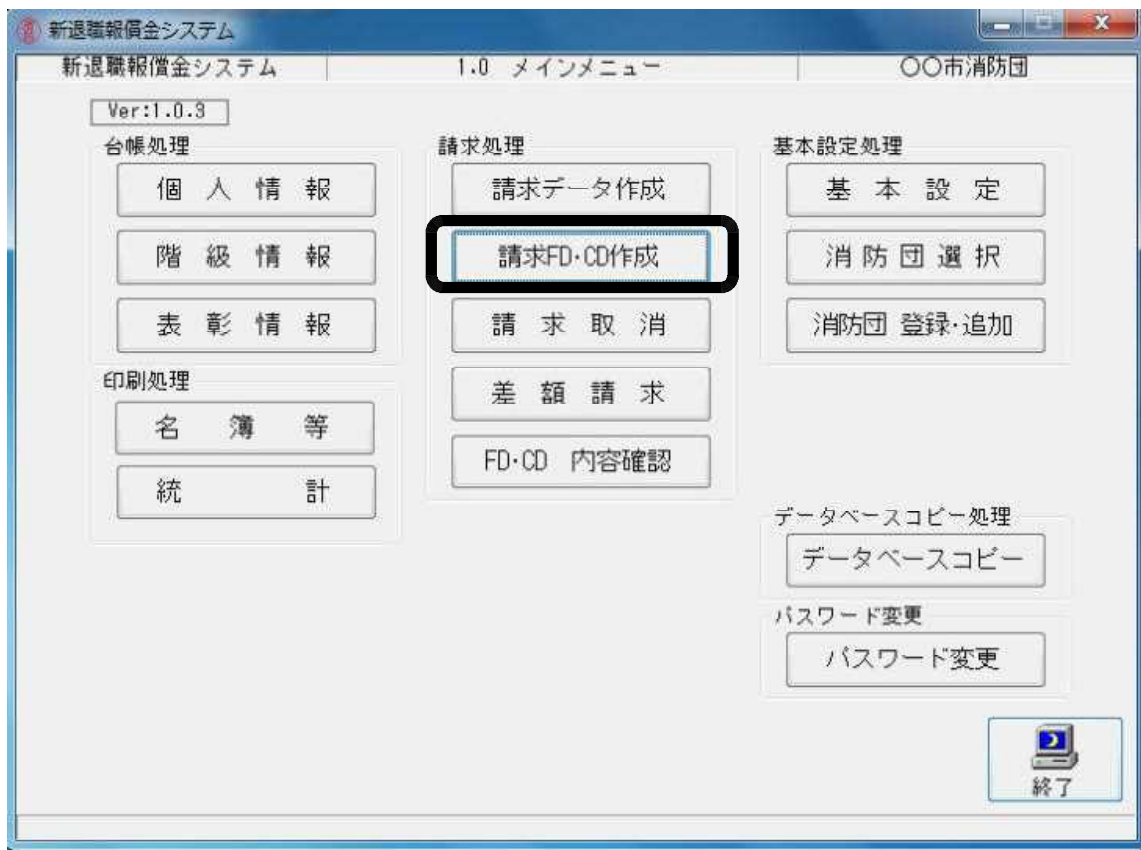 新退職報償金システム
新退職報償金システム 1.0 メインメニュー 〇〇市消防団
Ver:1.0.3
台帳処理
個人情報
階級情報
表彰情報
印刷処理
名簿等
統計
請求処理
請求データ作成
請求FD・CD作成
請求取消
差額請求
FD・CD 内容確認
基本設定処理
基本設定
消防団選択
消防団 登録・追加
データベースコピー処理
データベースコピー
パスワード変更
パスワード変更
終了